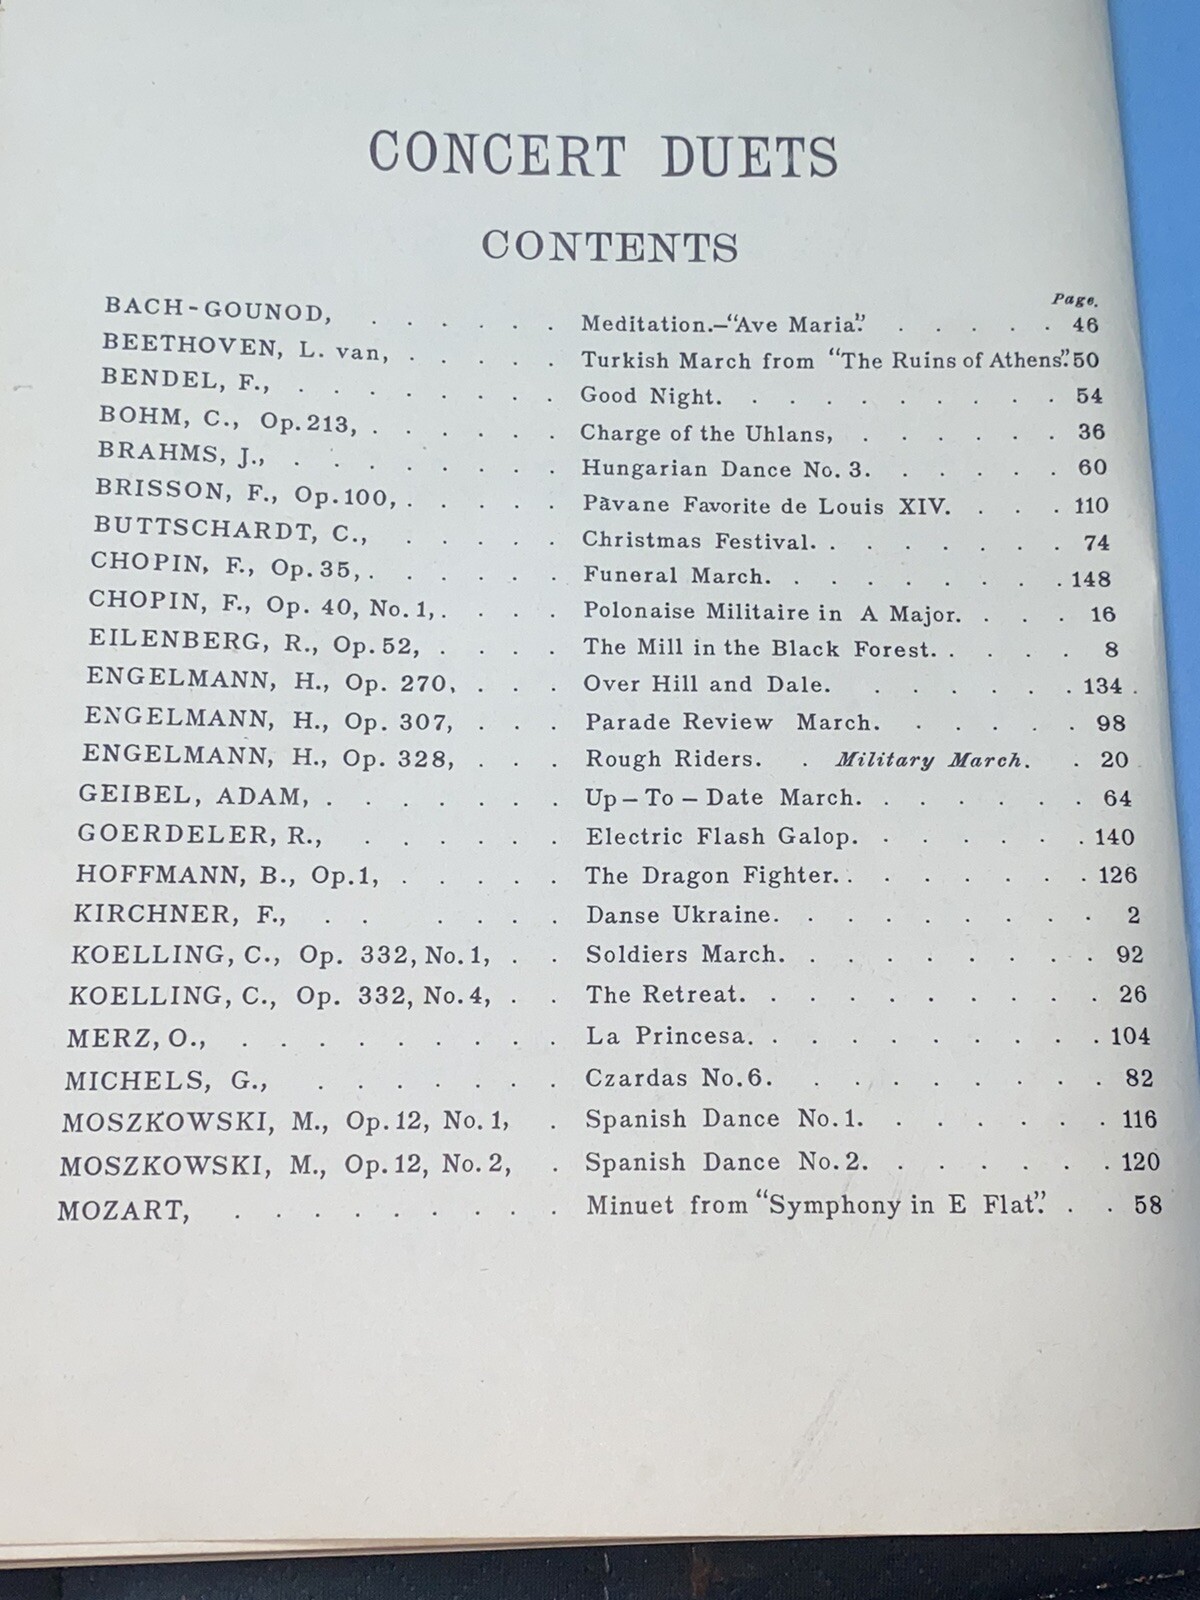 CONCERT DUETS
CONTENTS
Page.
BACH-GOUNOD, . . . . . . Meditation.—“Ave Maria”. . . . . . 46
BEETHOVEN, L. van, . . . . . Turkish March from “The Ruins of Athens”. 50
BENDEL, F., . . . . . . . . Good Night. . . . . . . . . . 54
BOHM, C., Op. 213, . . . . . . Charge of the Uhlans, . . . . . . 36
BRAHMS, J., . . . . . . . . Hungarian Dance No. 3. . . . . . 60
BRISSON, F., Op. 100, . . . . . Pàvane Favorite de Louis XIV. . . . 110
BUTTSCHARDT, C., . . . . . Christmas Festival. . . . . . . . 74
CHOPIN, F., Op. 35, . . . . . . Funeral March. . . . . . . . . 148
CHOPIN, F., Op. 40, No. 1, . . . . Polonaise Militaire in A Major. . . . 16
EILENBERG, R., Op. 52, . . . . The Mill in the Black Forest. . . . . 8
ENGELMANN, H., Op. 270, . . . Over Hill and Dale. . . . . . . 134
ENGELMANN, H., Op. 307, . . . Parade Review March. . . . . . 98
ENGELMANN, H., Op. 328, . . . Rough Riders. . Military March. . 20
GEIBEL, ADAM, . . . . . . . Up–To–Date March. . . . . . . 64
GOERDELER, R., . . . . . . Electric Flash Galop. . . . . . . 140
HOFFMANN, B., Op. 1, . . . . . The Dragon Fighter. . . . . . . 126
KIRCHNER, F., . . . . . . Danse Ukraine. . . . . . . . . 2
KOELLING, C., Op. 332, No. 1, . . Soldiers March. . . . . . . . . 92
KOELLING, C., Op. 332, No. 4, . . The Retreat. . . . . . . . . . 26
MERZ, O., . . . . . . . . . La Princesa. . . . . . . . . . 104
MICHELS, G., . . . . . . . Czardas No. 6. . . . . . . . . 82
MOSZKOWSKI, M., Op. 12, No. 1, . Spanish Dance No. 1. . . . . . . 116
MOSZKOWSKI, M., Op. 12, No. 2, . Spanish Dance No. 2. . . . . . . 120
MOZART, . . . . . . . . . Minuet from “Symphony in E Flat”. . . 58